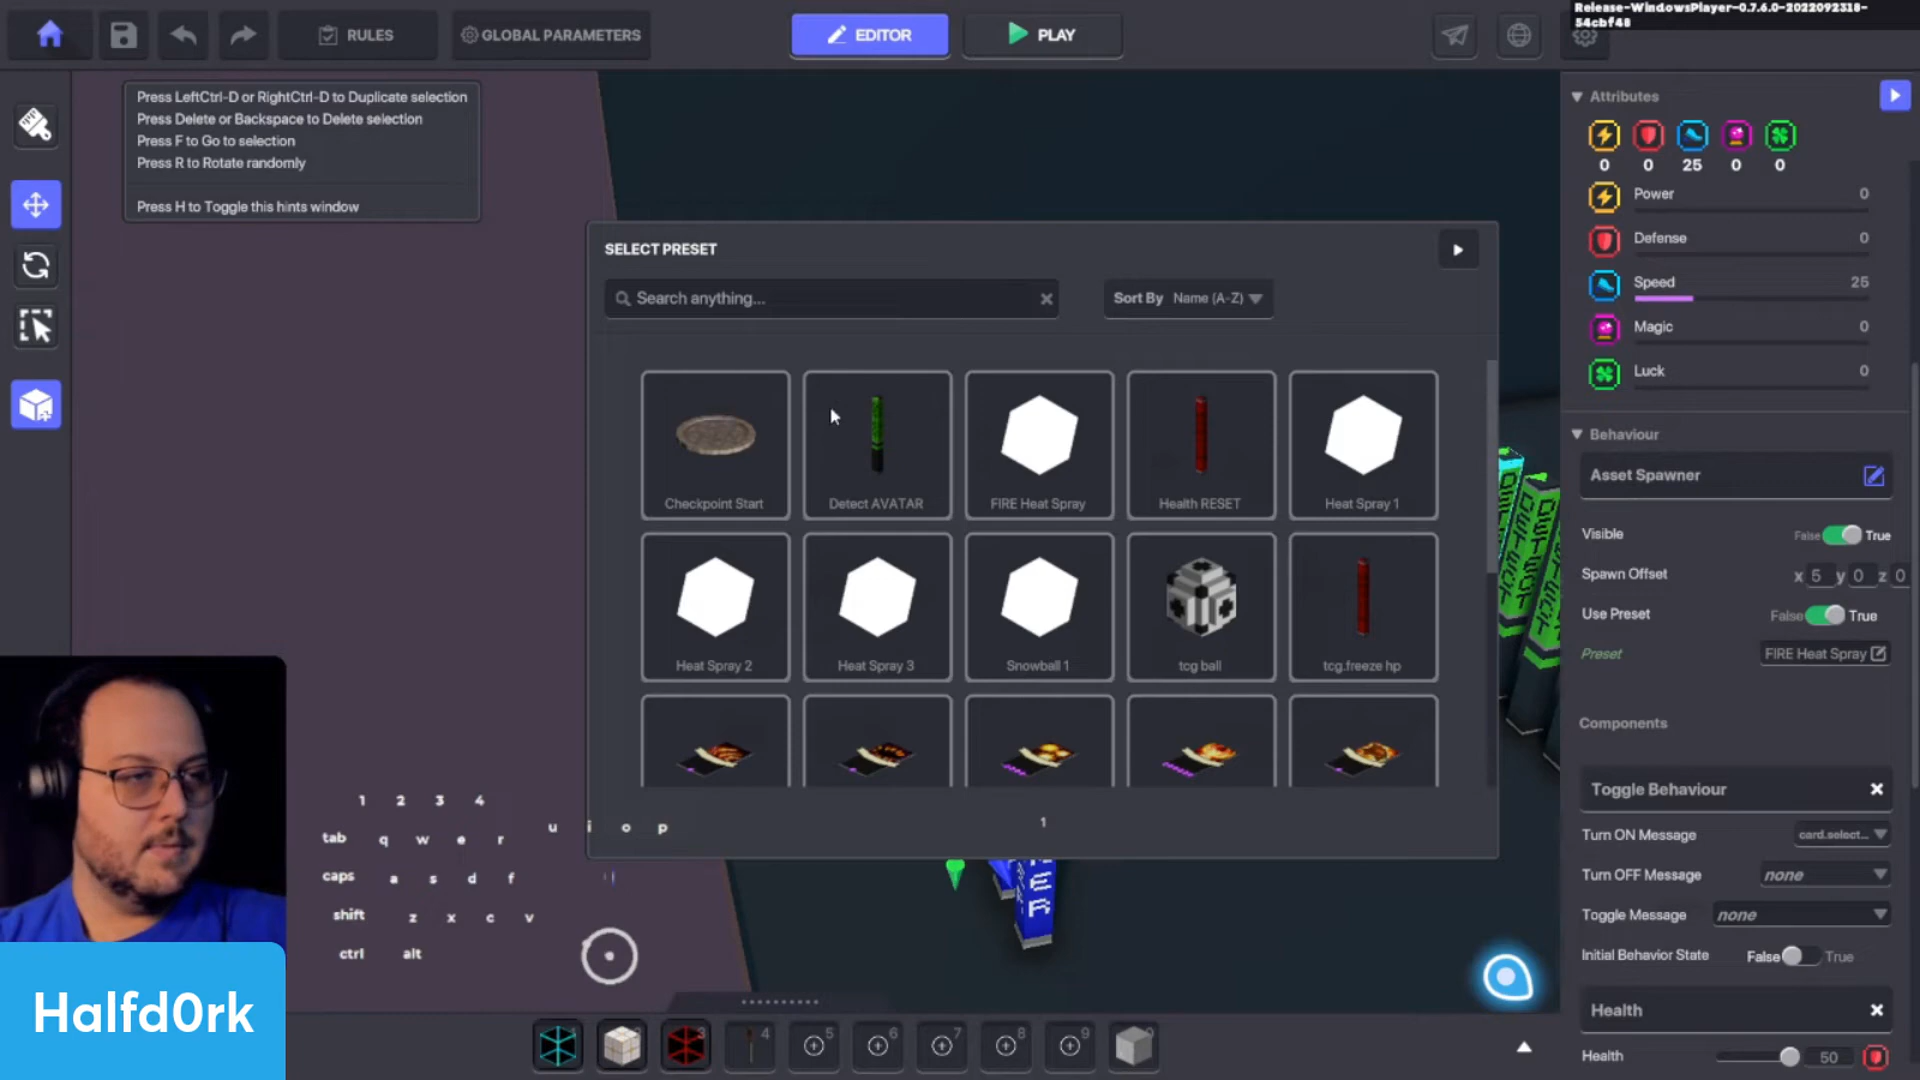 Release-WindowsPlayer-0.7.6.0-2022092318-54cbf48
RULES
GLOBAL PARAMETERS
EDITOR
PLAY
Press LeftCtrl-D or RightCtrl-D to Duplicate selection
Press Delete or Backspace to Delete selection
Press F to Go to selection
Press R to Rotate randomly
Press H to Toggle this hints window
SELECT PRESET
Search anything...
Sort By Name (A-Z)
Checkpoint Start
Detect AVATAR
FIRE Heat Spray
Health RESET
Heat Spray 1
Heat Spray 2
Heat Spray 3
Snowball 1
tcg ball
tcg.freeze hp
1
Attributes
0 0 25 0 0
Power 0
Defense 0
Speed 25
Magic 0
Luck 0
Behaviour
Asset Spawner
Visible False True
Spawn Offset x 5 y 0 z 0
Use Preset False True
Preset FIRE Heat Spray
Components
Toggle Behaviour
Turn ON Message card.select...
Turn OFF Message none
Toggle Message none
Initial Behavior State False True
Health
Health 50
1 2 3 4
tab q w e r u i o p
caps a s d f
shift z x c v
ctrl alt
Halfd0rk
3 4 5 6 7 8 9